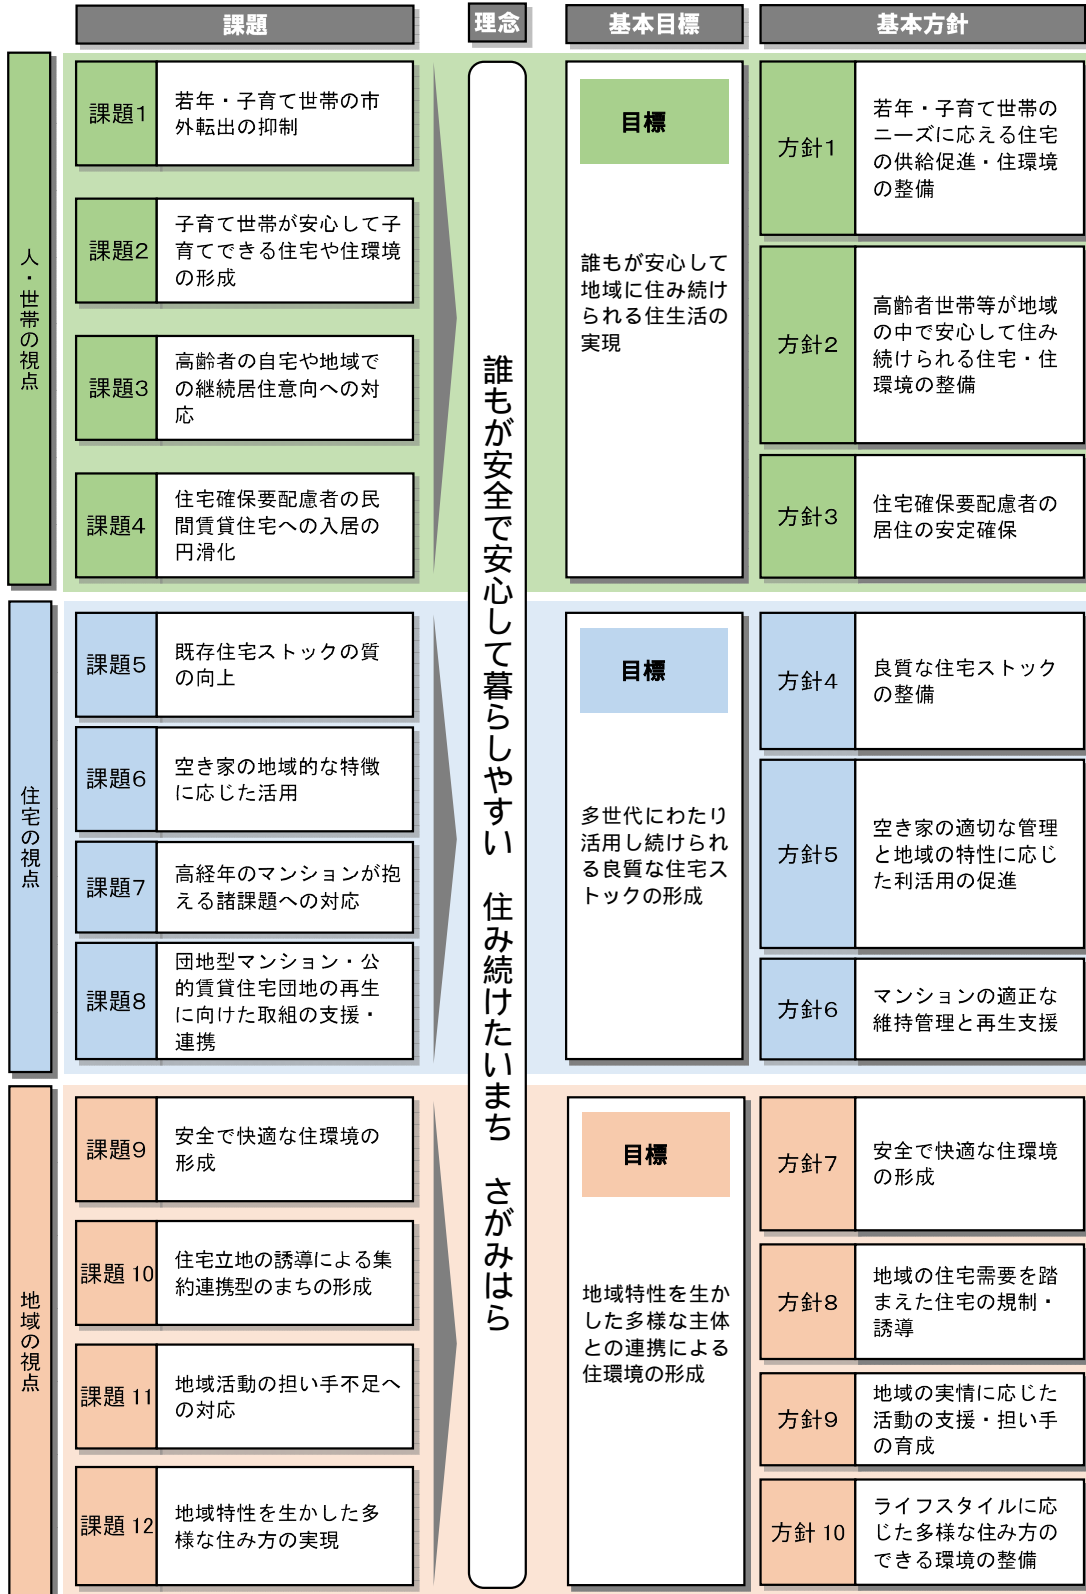 課題
理念
基本目標
基本方針
人・世帯の視点
課題1
若年・子育て世帯の市
外転出の抑制
課題2
子育て世帯が安心して子
育てできる住宅や住環境
の形成
課題3
高齢者の自宅や地域で
の継続居住意向への対
応
課題4
住宅確保要配慮者の民
間賃貸住宅への入居の
円滑化
誰もが安全で安心して暮らしやすい　住み続けたいまち　さがみはら
目標
誰もが安心して
地域に住み続け
られる住生活の
実現
方針1
若年・子育て世帯の
ニーズに応える住宅
の供給促進・住環境
の整備
方針2
高齢者世帯等が地域
の中で安心して住み
続けられる住宅・住
環境の整備
方針3
住宅確保要配慮者の
居住の安定確保
住宅の視点
課題5
既存住宅ストックの質
の向上
課題6
空き家の地域的な特徴
に応じた活用
課題7
高経年のマンションが抱
える諸課題への対応
課題8
団地型マンション・公
的賃貸住宅団地の再生
に向けた取組の支援・
連携
目標
多世代にわたり
活用し続けられ
る良質な住宅ス
トックの形成
方針4
良質な住宅ストック
の整備
方針5
空き家の適切な管理
と地域の特性に応じ
た利活用の促進
方針6
マンションの適正な
維持管理と再生支援
地域の視点
課題9
安全で快適な住環境の
形成
課題 10
住宅立地の誘導による集
約連携型のまちの形成
課題 11
地域活動の担い手不足へ
の対応
課題 12
地域特性を生かした多
様な住み方の実現
目標
地域特性を生か
した多様な主体
との連携による
住環境の形成
方針7
安全で快適な住環境
の形成
方針8
地域の住宅需要を踏
まえた住宅の規制・
誘導
方針9
地域の実情に応じた
活動の支援・担い手
の育成
方針 10
ライフスタイルに応
じた多様な住み方の
できる環境の整備